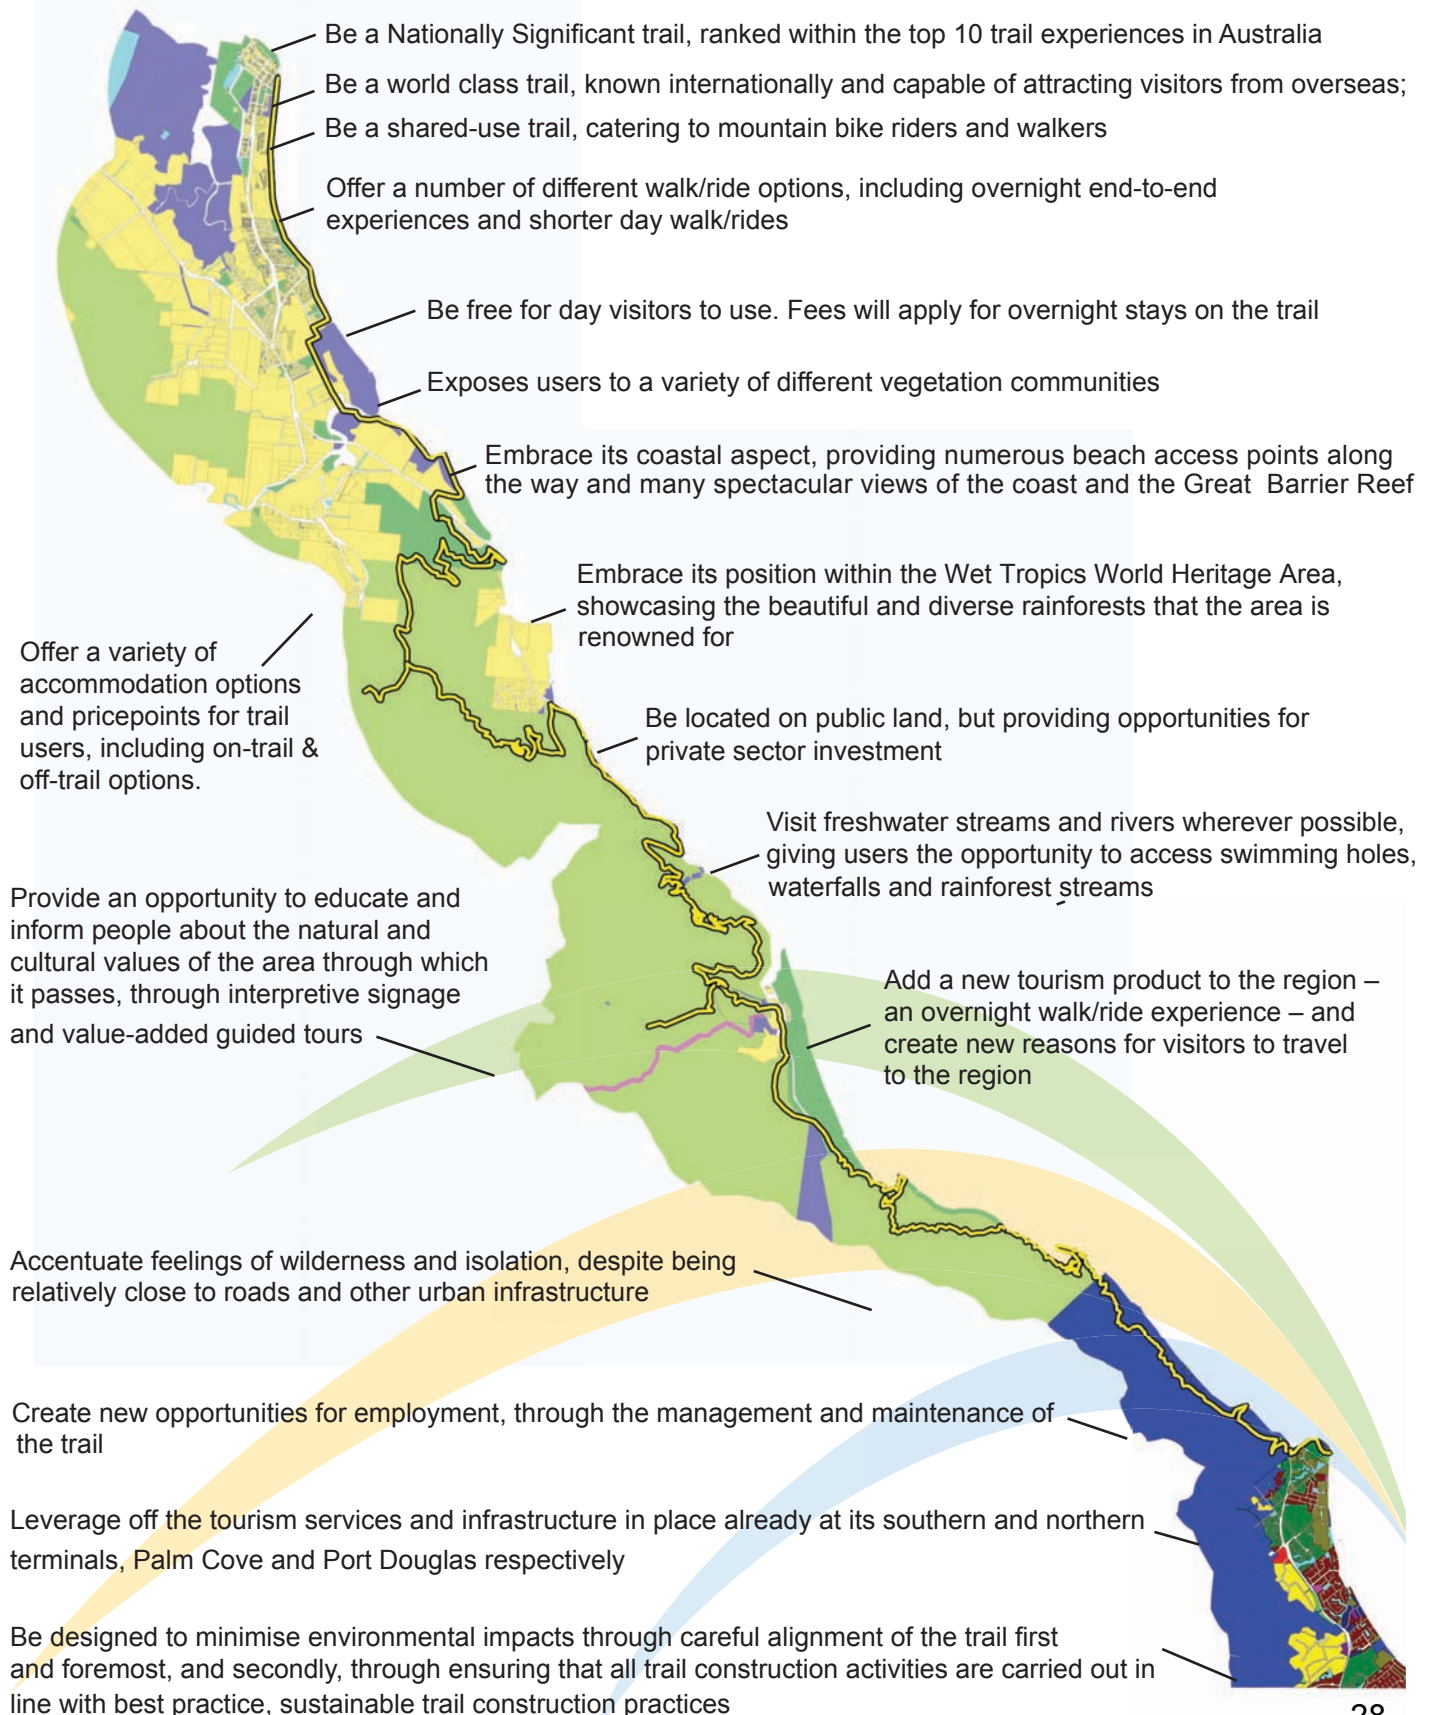 Be a Nationally Significant trail, ranked within the top 10 trail experiences in Australia
Be a world class trail, known internationally and capable of attracting visitors from overseas;
Be a shared-use trail, catering to mountain bike riders and walkers
Offer a number of different walk/ride options, including overnight end-to-end
experiences and shorter day walk/rides
Be free for day visitors to use. Fees will apply for overnight stays on the trail
Exposes users to a variety of different vegetation communities
Embrace its coastal aspect, providing numerous beach access points along
the way and many spectacular views of the coast and the Great Barrier Reef
Embrace its position within the Wet Tropics World Heritage Area,
showcasing the beautiful and diverse rainforests that the area is
renowned for
Offer a variety of
accommodation options
and pricepoints for trail
users, including on-trail &
off-trail options.
Be located on public land, but providing opportunities for
private sector investment
Visit freshwater streams and rivers wherever possible,
giving users the opportunity to access swimming holes,
waterfalls and rainforest streams
Provide an opportunity to educate and
inform people about the natural and
cultural values of the area through which
it passes, through interpretive signage
and value-added guided tours
Add a new tourism product to the region –
an overnight walk/ride experience – and
create new reasons for visitors to travel
to the region
Accentuate feelings of wilderness and isolation, despite being
relatively close to roads and other urban infrastructure
Create new opportunities for employment, through the management and maintenance of
the trail
Leverage off the tourism services and infrastructure in place already at its southern and northern
terminals, Palm Cove and Port Douglas respectively
Be designed to minimise environmental impacts through careful alignment of the trail first
and foremost, and secondly, through ensuring that all trail construction activities are carried out in
line with best practice, sustainable trail construction practices
28